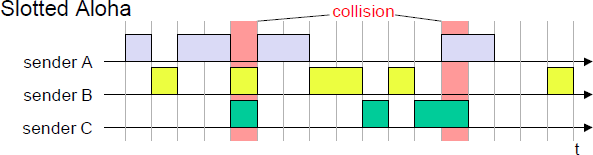 Slotted Aloha
collision
sender A
sender B
sender C
t